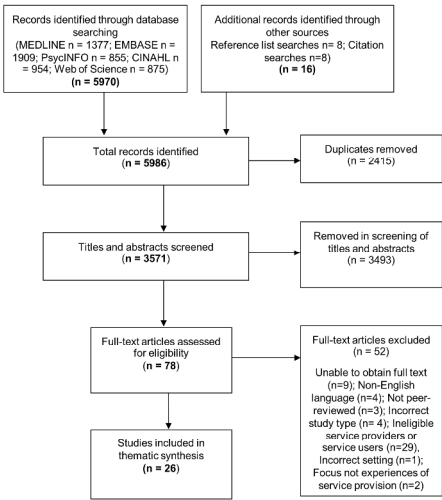 Records identified through database
searching
(MEDLINE n = 1377; EMBASE n =
1909; PsycINFO n = 855; CINAHL n
= 954; Web of Science n = 875)
(n = 5970)
Additional records identified through
other sources
Reference list searches n= 8; Citation
searches n=8)
(n = 16)
Total records identified
(n = 5986)
Duplicates removed
(n = 2415
Titles and abstracts screened
(n = 3571)
Removed in screening of
titles and abstracts
(n = 3493)
Full-text articles assessed
for eligibility
(n = 78)
Full-text articles excluded
(n = 52)
Unable to obtain full text
(n=9); Non-English
language (n=4); Not peer-
reviewed (n=3); Incorrect
study type (n= 4); Ineligible
service providers or
service users (n=29),
Incorrect setting (n=1);
Focus not experiences of
service provision (n=2)
Studies included in
thematic synthesis
(n = 26)